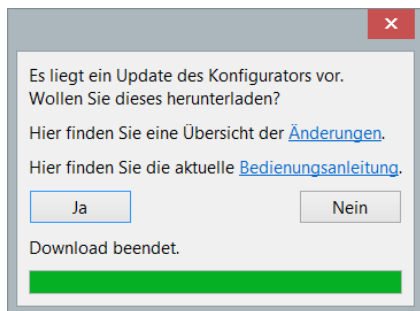 Es liegt ein Update des Konfigurators vor.
Wollen Sie dieses herunterladen?
Hier finden Sie eine Übersicht der Änderungen.
Hier finden Sie die aktuelle Bedienungsanleitung.
Ja Nein
Download beendet.